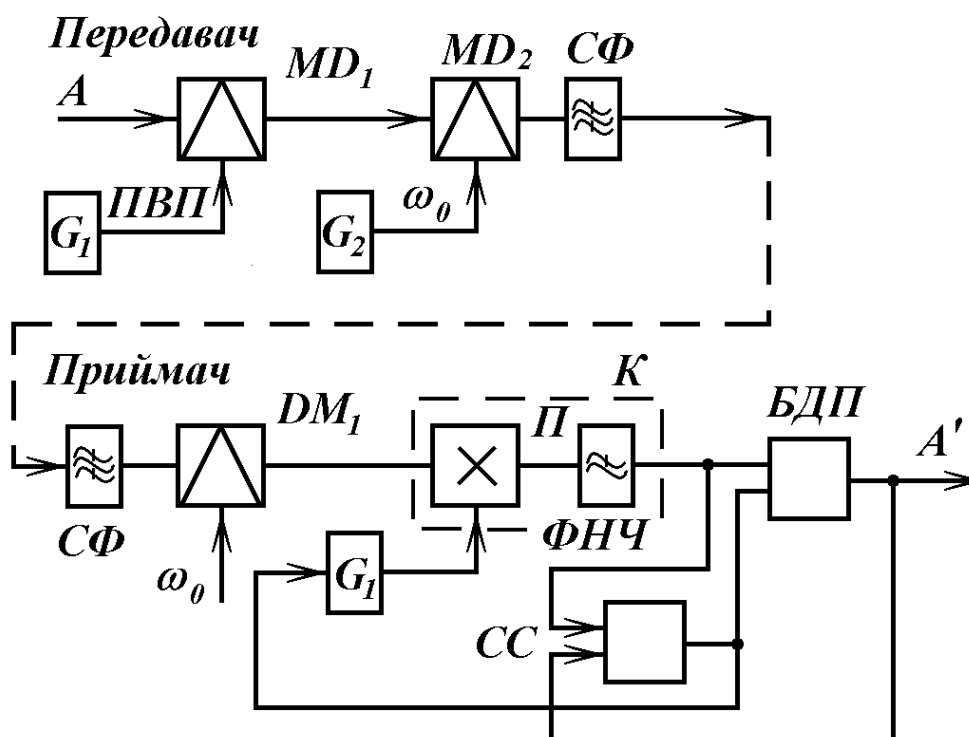 Передавач
A
MD1
MD2
СФ
G1
ПВП
G2
ω0
Приймач
К
DM1
П
БДП
A'
СФ
ω0
G1
ФНЧ
СС